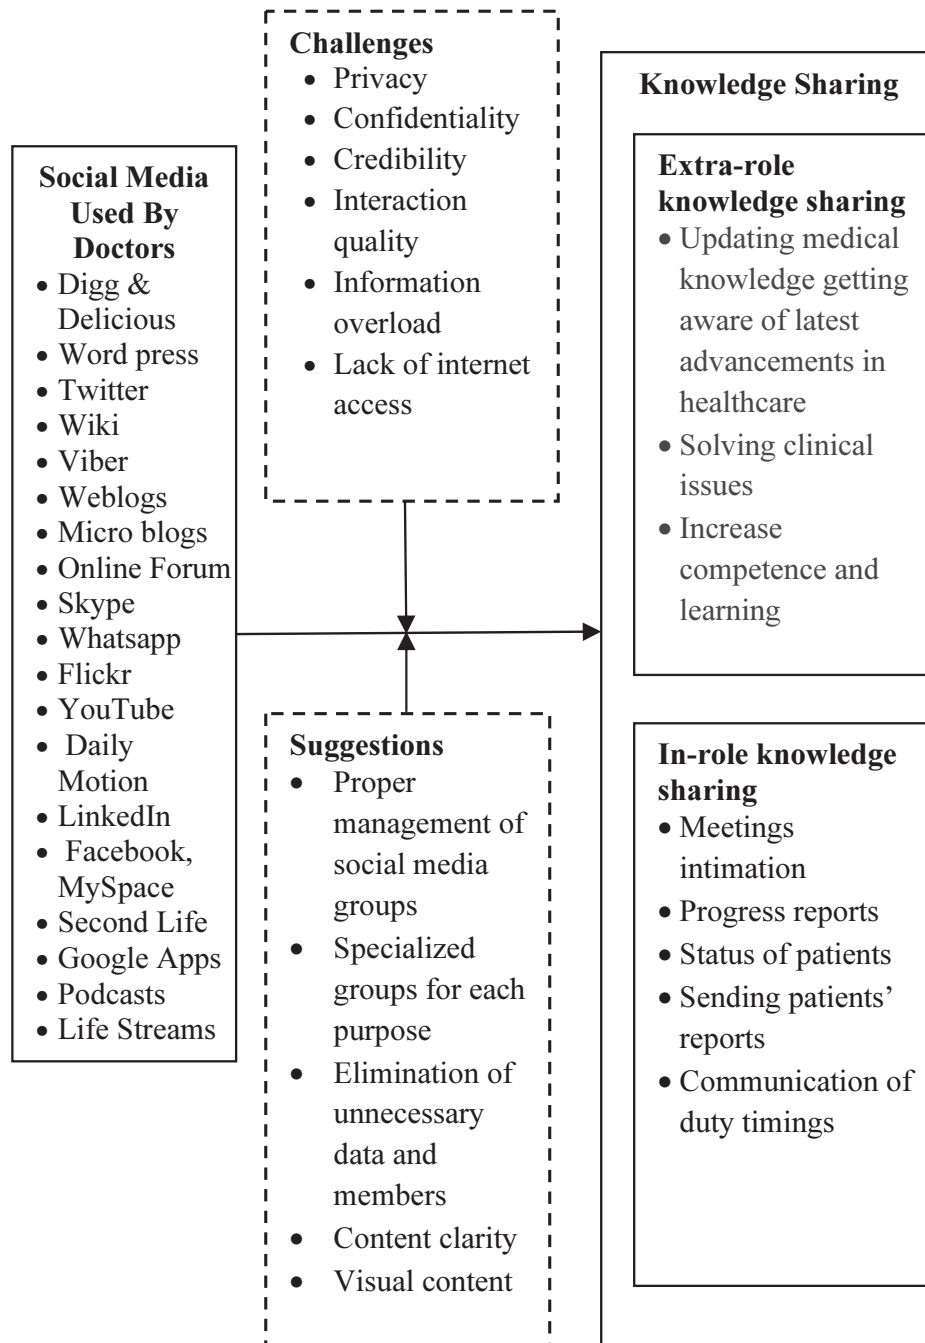 Social Media
Used By
Doctors
• Digg &
Delicious
• Word press
• Twitter
• Wiki
• Viber
• Weblogs
• Micro blogs
• Online Forum
• Skype
• Whatsapp
• Flickr
• YouTube
• Daily
Motion
• LinkedIn
• Facebook,
MySpace
• Second Life
• Google Apps
• Podcasts
• Life Streams
Challenges
• Privacy
• Confidentiality
• Credibility
• Interaction
quality
• Information
overload
• Lack of internet
access
Suggestions
• Proper
management of
social media
groups
• Specialized
groups for each
purpose
• Elimination of
unnecessary
data and
members
• Content clarity
• Visual content
Knowledge Sharing
Extra-role
knowledge sharing
• Updating medical
knowledge getting
aware of latest
advancements in
healthcare
• Solving clinical
issues
• Increase
competence and
learning
In-role knowledge
sharing
• Meetings
intimation
• Progress reports
• Status of patients
• Sending patients’
reports
• Communication of
duty timings